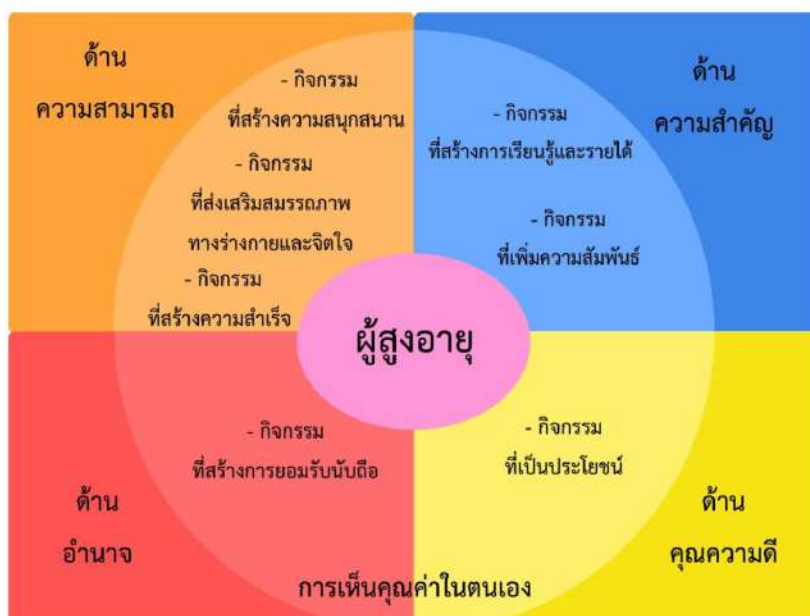 ด้าน
ความสามารถ
- กิจกรรม
ที่สร้างความสนุกสนาน
- กิจกรรม
ที่ส่งเสริมสมรรถภาพ
ทางร่างกายและจิตใจ
- กิจกรรม
ที่สร้างความสำเร็จ
ด้าน
ความสำคัญ
- กิจกรรม
ที่สร้างการเรียนรู้และรายได้
- กิจกรรม
ที่เพิ่มความสัมพันธ์
ผู้สูงอายุ
- กิจกรรม
ที่สร้างการยอมรับนับถือ
ด้าน
อำนาจ
- กิจกรรม
ที่เป็นประโยชน์
ด้าน
คุณความดี
การเห็นคุณค่าในตนเอง